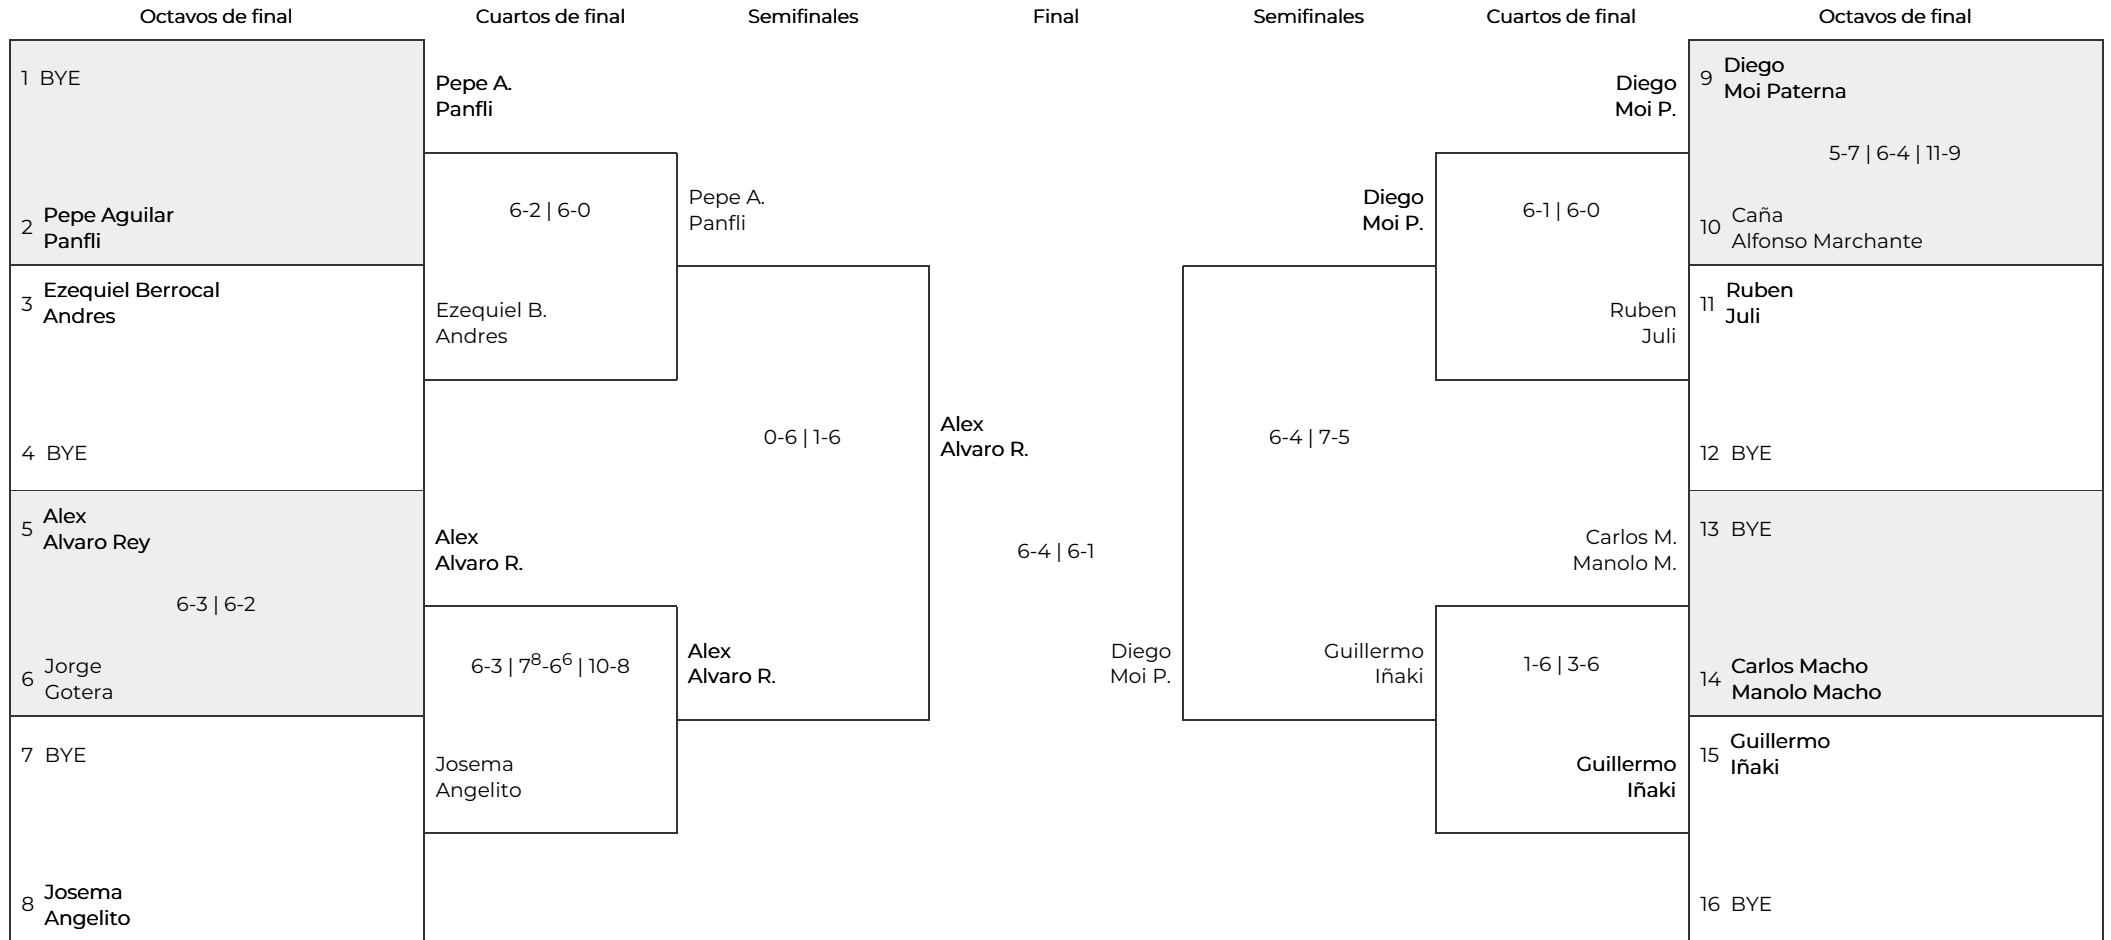 Octavos de final
Cuartos de final
Semifinales
Final
Semifinales
Cuartos de final
Octavos de final
1 BYE
2 Pepe Aguilar
Panfli
3 Ezequiel Berrocal
Andres
4 BYE
5 Alex
Alvaro Rey
6-3 | 6-2
6 Jorge
Gotera
7 BYE
8 Josema
Angelito
Pepe A.
Panfli
6-2 | 6-0
Ezequiel B.
Andres
Alex
Alvaro R.
6-3 | 7⁸-6⁶ | 10-8
Josema
Angelito
Pepe A.
Panfli
0-6 | 1-6
Alex
Alvaro R.
Alex
Alvaro R.
6-4 | 6-1
Diego
Moi P.
Diego
Moi P.
6-4 | 7-5
Guillermo
Iñaki
Diego
Moi P.
6-1 | 6-0
Ruben
Juli
Carlos M.
Manolo M.
1-6 | 3-6
Guillermo
Iñaki
9 Diego
Moi Paterna
5-7 | 6-4 | 11-9
10 Caña
Alfonso Marchante
11 Ruben
Juli
12 BYE
13 BYE
14 Carlos Macho
Manolo Macho
15 Guillermo
Iñaki
16 BYE